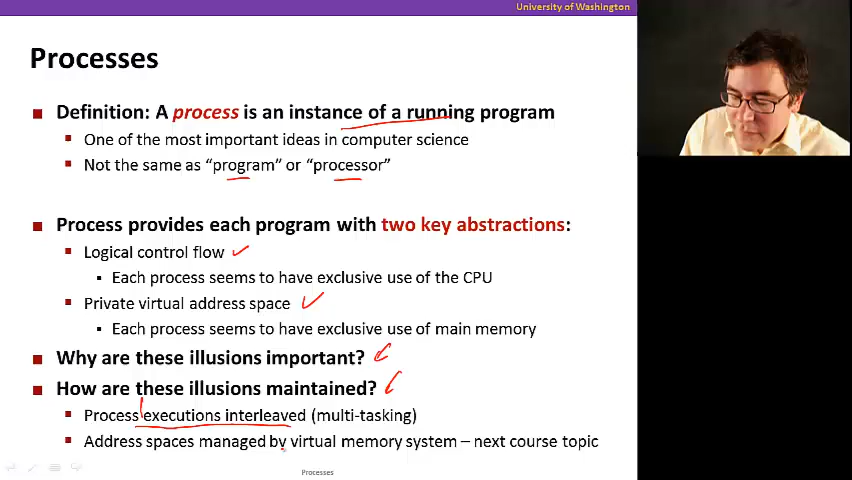 University of Washington
Processes
Definition: A process is an instance of a running program
One of the most important ideas in computer science
Not the same as “program” or “processor”
Process provides each program with two key abstractions:
Logical control flow
Each process seems to have exclusive use of the CPU
Private virtual address space
Each process seems to have exclusive use of main memory
Why are these illusions important?
How are these illusions maintained?
Process executions interleaved (multi-tasking)
Address spaces managed by virtual memory system – next course topic
Processes